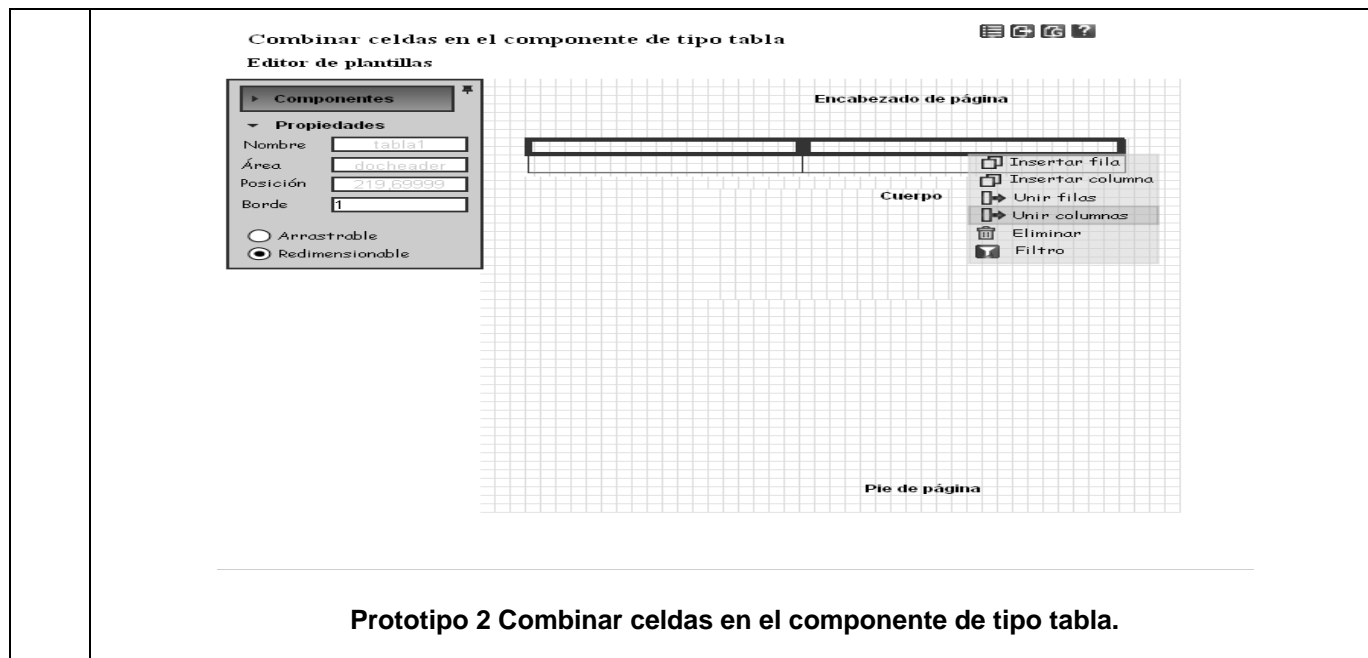 Combinar celdas en el componente de tipo tabla
Editor de plantillas
Componentes
Propiedades
Nombre tabla1
Área docheader
Posición 219,69999
Borde 1
Arrastrable
Redimensionable
Encabezado de página
Insertar fila
Insertar columna
Unir filas
Unir columnas
Eliminar
Filtro
Cuerpo
Pie de página
Prototipo 2 Combinar celdas en el componente de tipo tabla.